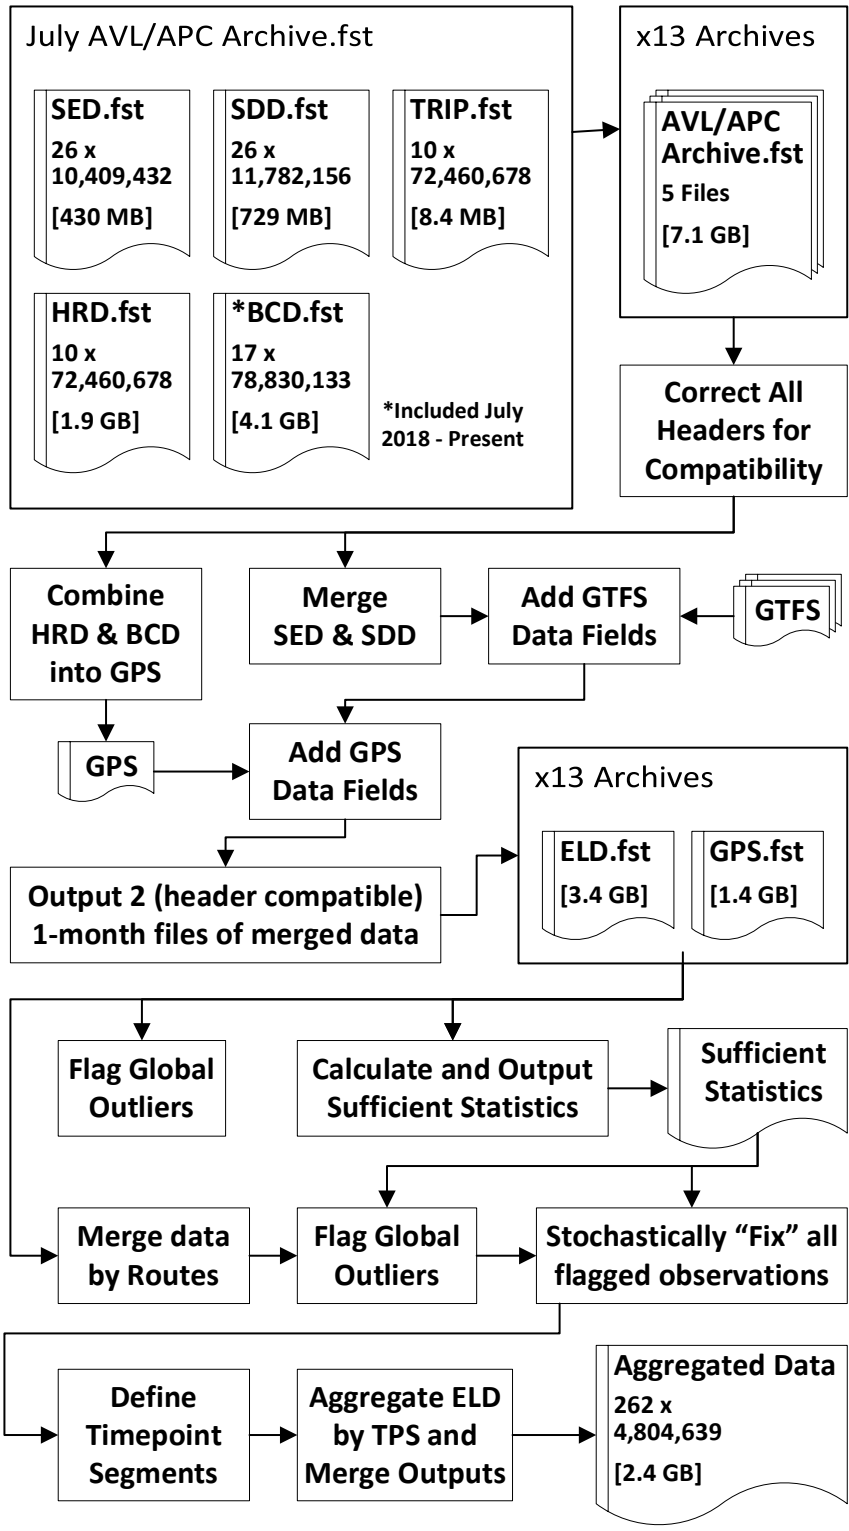 July AVL/APC Archive.fst
SED.fst
26 x
10,409,432
[430 MB]
SDD.fst
26 x
11,782,156
[729 MB]
TRIP.fst
10 x
72,460,678
[8.4 MB]
HRD.fst
10 x
72,460,678
[1.9 GB]
*BCD.fst
17 x
78,830,133
[4.1 GB]
*Included July
2018 - Present
x13 Archives
AVL/APC
Archive.fst
5 Files
[7.1 GB]
Correct All
Headers for
Compatibility
Combine
HRD & BCD
into GPS
Merge
SED & SDD
Add GTFS
Data Fields
GTFS
GPS
Add GPS
Data Fields
Output 2 (header compatible)
1-month files of merged data
x13 Archives
ELD.fst
[3.4 GB]
GPS.fst
[1.4 GB]
Flag Global
Outliers
Calculate and Output
Sufficient Statistics
Sufficient
Statistics
Merge data
by Routes
Flag Global
Outliers
Stochastically “Fix” all
flagged observations
Define
Timepoint
Segments
Aggregate ELD
by TPS and
Merge Outputs
Aggregated Data
262 x
4,804,639
[2.4 GB]